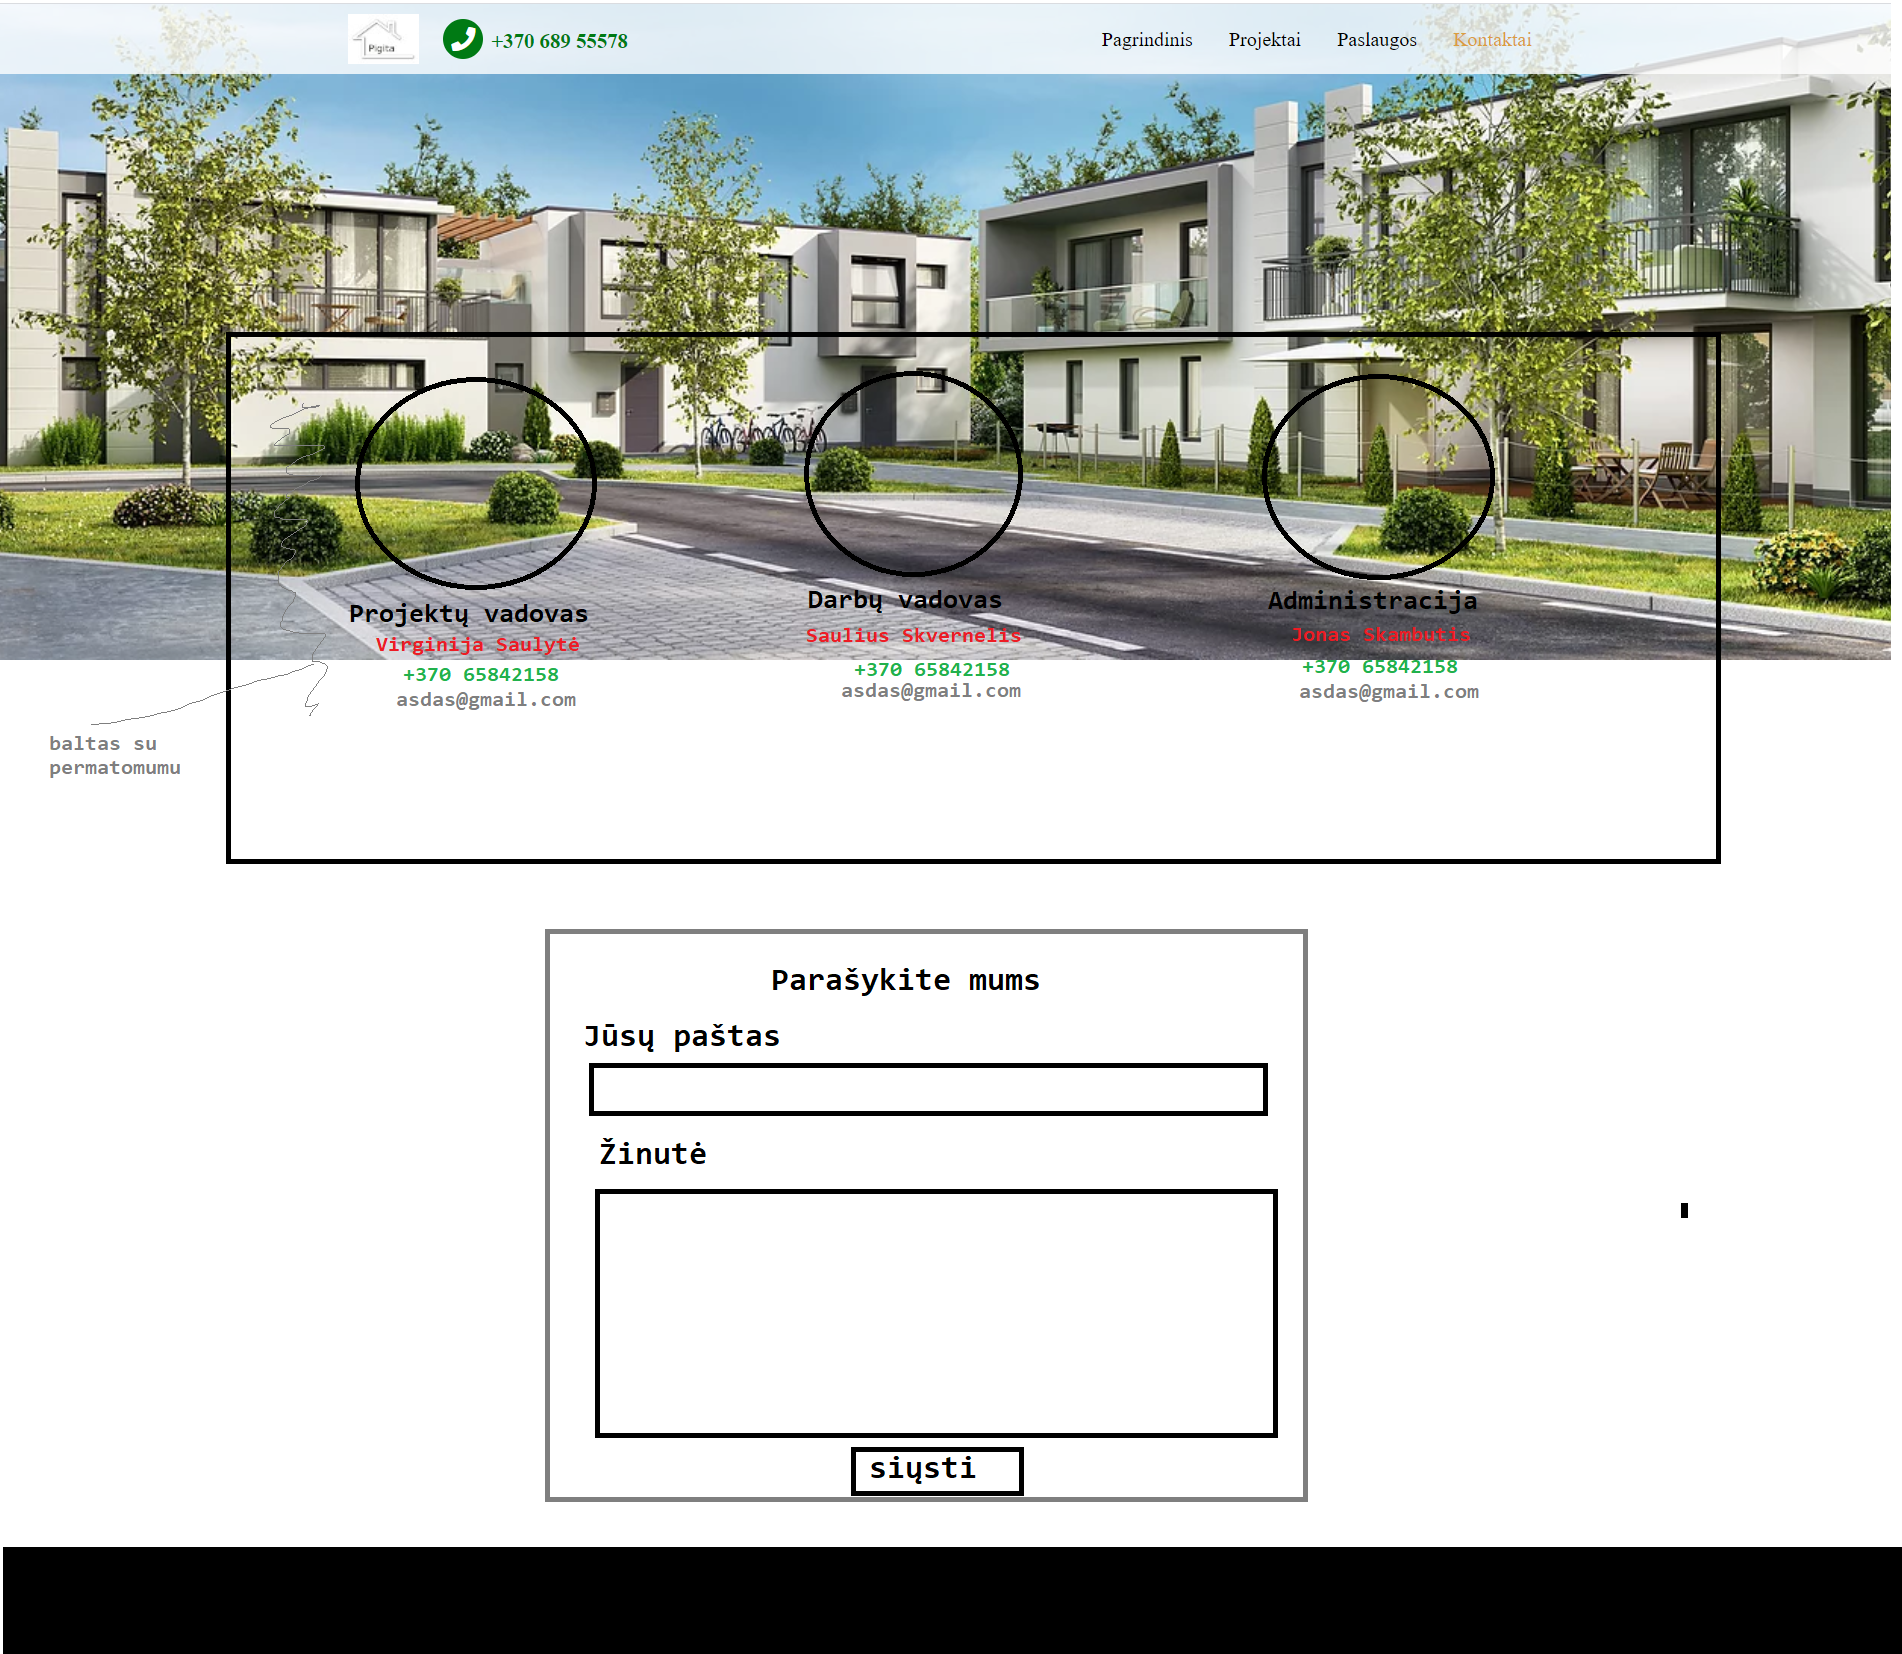 Pigita
+370 689 55578
Pagrindinis Projektai Paslaugos Kontaktai
Projektų vadovas
Virginija Saulytė
+370 65842158
asdas@gmail.com
Darbų vadovas
Saulius Skvernelis
+370 65842158
asdas@gmail.com
Administracija
Jonas Skambutis
+370 65842158
asdas@gmail.com
baltas su
permatomumu
Parašykite mums
Jūsų paštas
Žinutė
siųsti